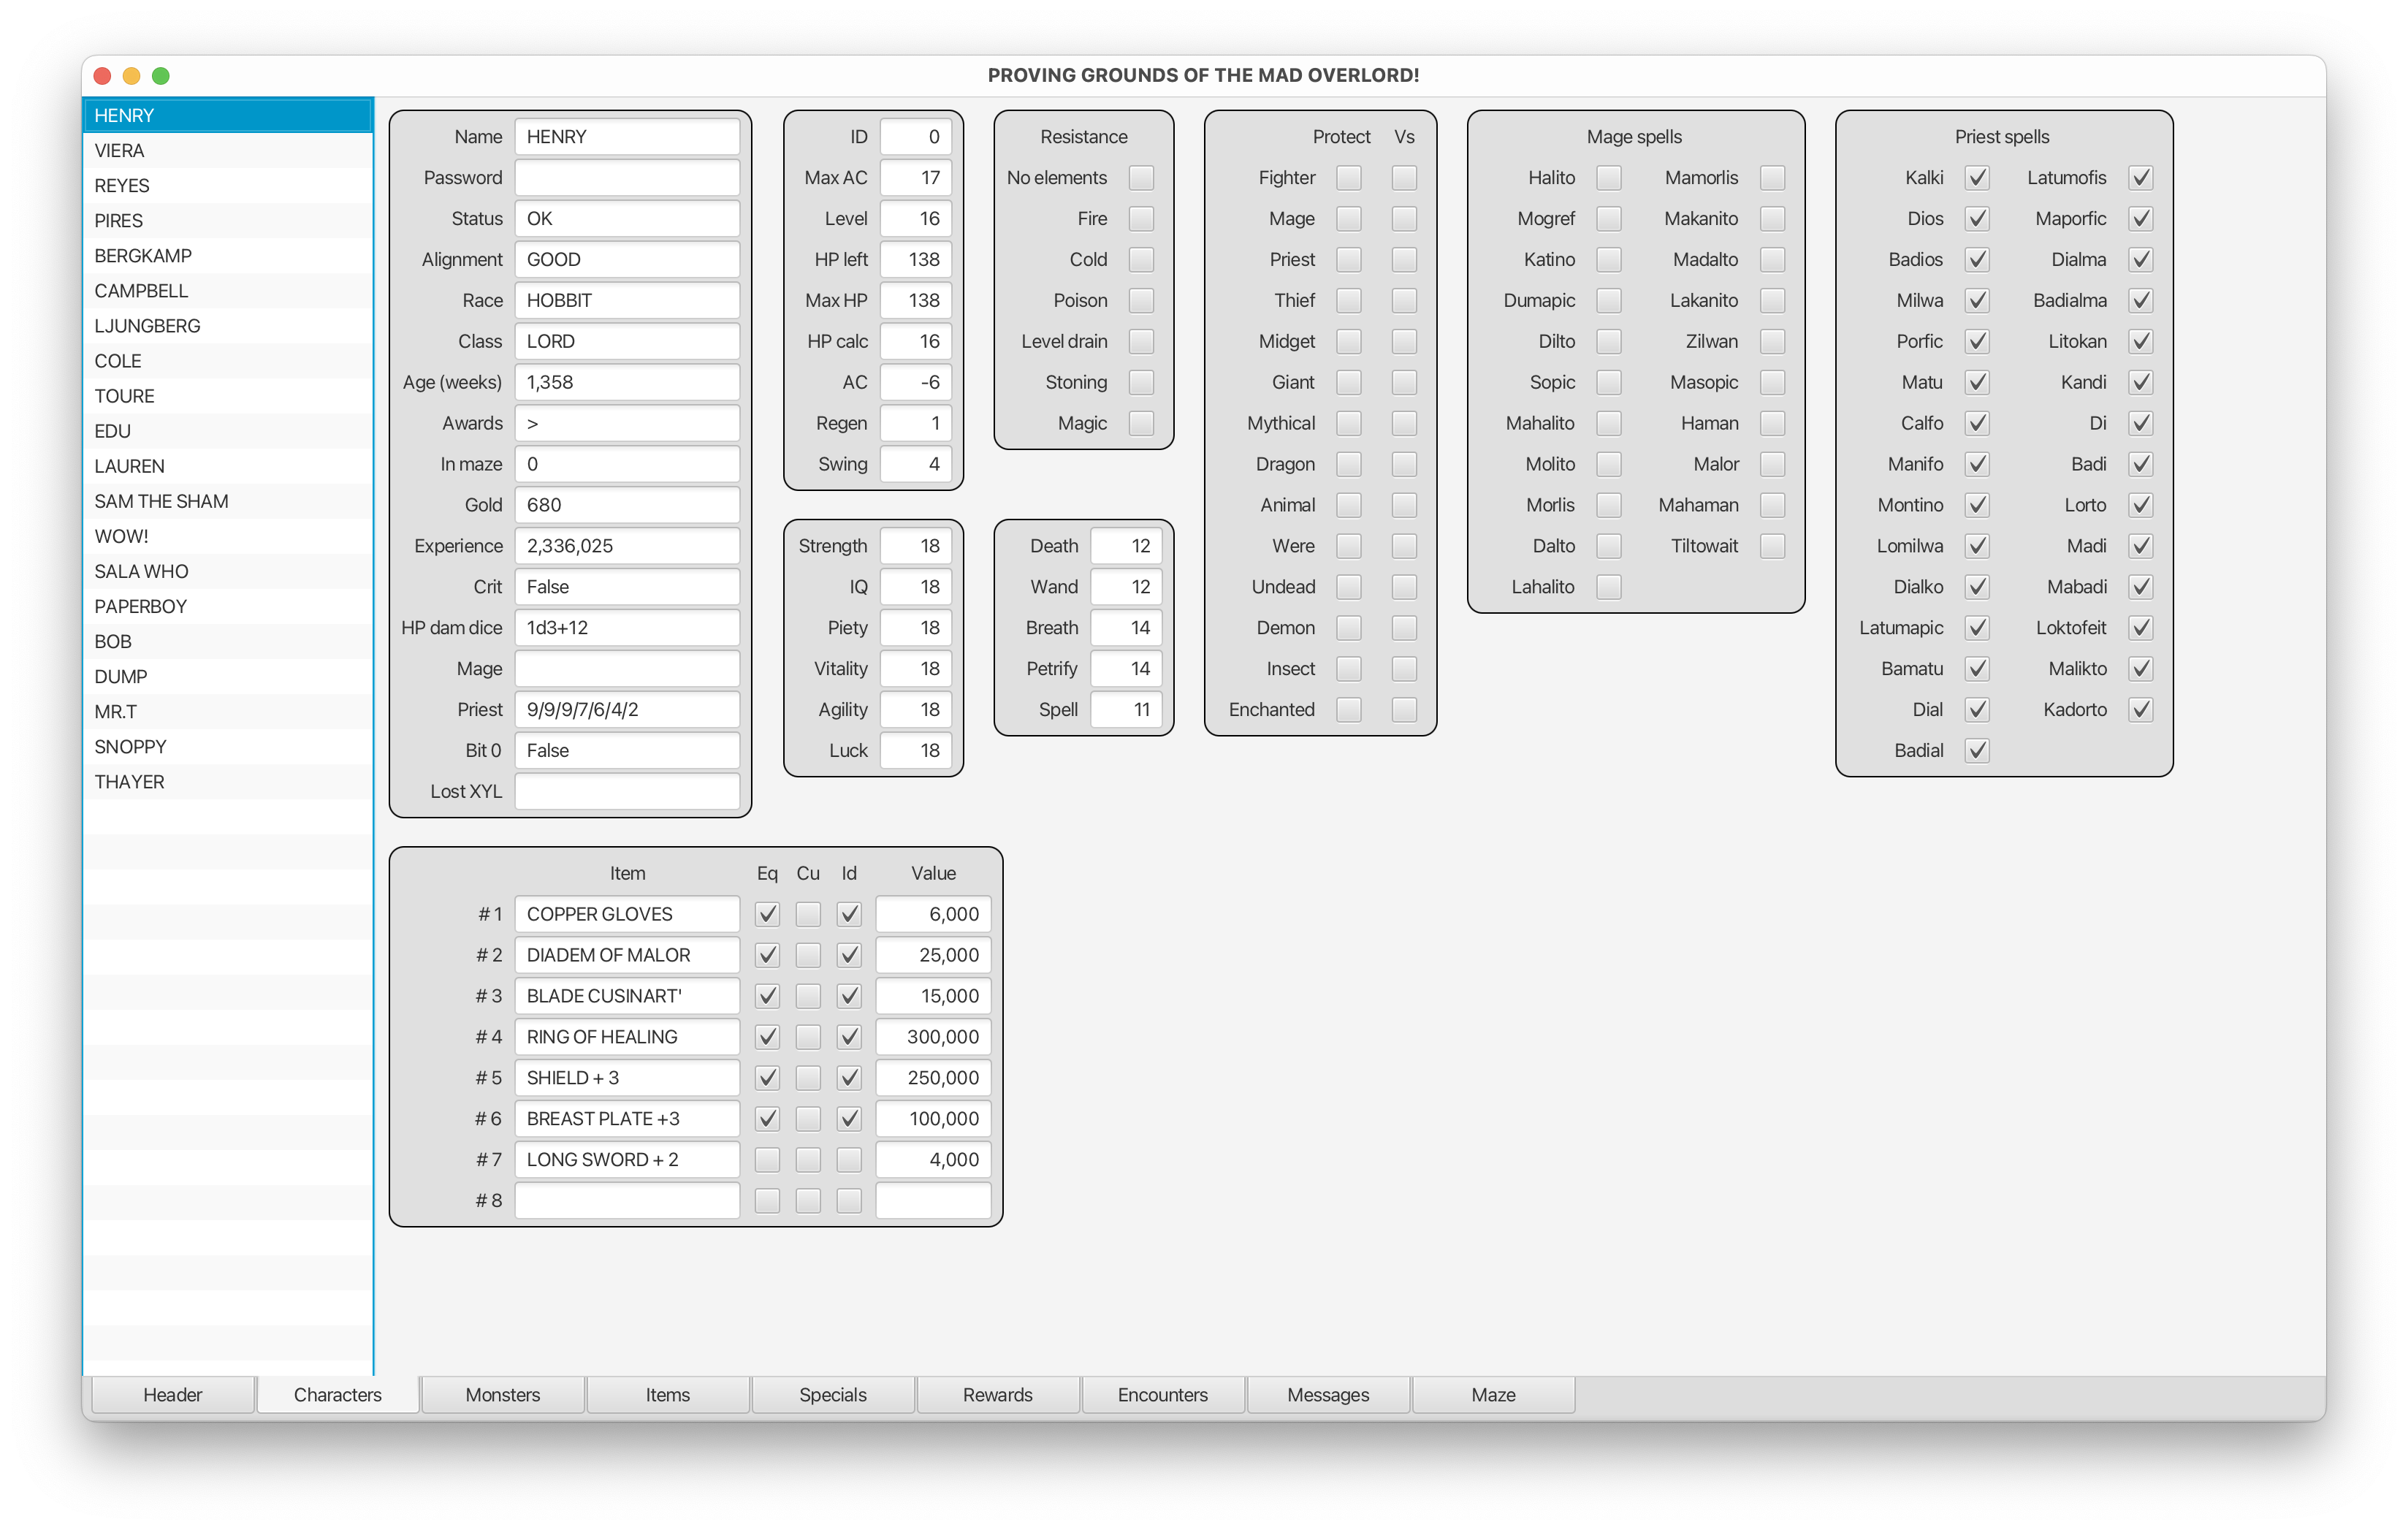 PROVING GROUNDS OF THE MAD OVERLORD!
HENRY
VIERA
REYES
PIRES
BERGKAMP
CAMPBELL
LJUNGBERG
COLE
TOURE
EDU
LAUREN
SAM THE SHAM
WOW!
SALA WHO
PAPERBOY
BOB
DUMP
MR.T
SNOPPY
THAYER
Name HENRY
Password
Status OK
Alignment GOOD
Race HOBBIT
Class LORD
Age (weeks) 1,358
Awards >
In maze 0
Gold 680
Experience 2,336,025
Crit False
HP dam dice 1d3+12
Mage
Priest 9/9/9/7/6/4/2
Bit 0 False
Lost XYL
ID 0
Max AC 17
Level 16
HP left 138
Max HP 138
HP calc 16
AC -6
Regen 1
Swing 4
Strength 18
IQ 18
Piety 18
Vitality 18
Agility 18
Luck 18
Resistance
No elements
Fire
Cold
Poison
Level drain
Stoning
Magic
Death 12
Wand 12
Breath 14
Petrify 14
Spell 11
Protect Vs
Fighter
Mage
Priest
Thief
Midget
Giant
Mythical
Dragon
Animal
Were
Undead
Demon
Insect
Enchanted
Mage spells
Halito Mamorlis
Mogref Makanito
Katino Madalto
Dumapic Lakanito
Dilto Zilwan
Sopic Masopic
Mahalito Haman
Molito Malor
Morlis Mahaman
Dalto Tiltowait
Lahalito
Priest spells
Kalki Latumofis
Dios Maporfic
Badios Dialma
Milwa Badialma
Porfic Litokan
Matu Kandi
Calfo Di
Manifo Badi
Montino Lorto
Lomilwa Madi
Dialko Mabadi
Latumapic Loktofeit
Bamatu Malikto
Dial Kadorto
Badial
Item Eq Cu Id Value
# 1 COPPER GLOVES 6,000
# 2 DIADEM OF MALOR 25,000
# 3 BLADE CUSINART' 15,000
# 4 RING OF HEALING 300,000
# 5 SHIELD + 3 250,000
# 6 BREAST PLATE +3 100,000
# 7 LONG SWORD + 2 4,000
# 8
Header Characters Monsters Items Specials Rewards Encounters Messages Maze